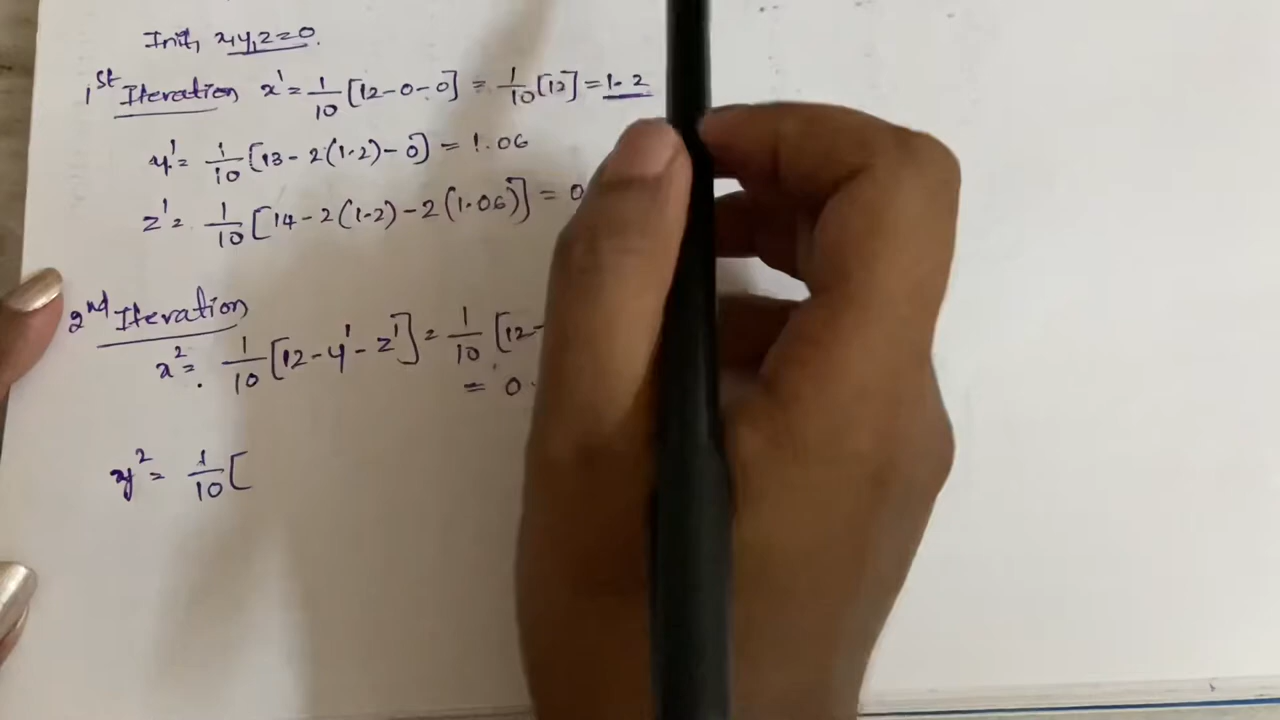 Init, x,y,z=0.
1st Iteration x¹ = 1/10 [12-0-0] = 1/10 [12] = 1.2
y¹ = 1/10 [13-2(1.2)-0] = 1.06
z¹ = 1/10 [14-2(1.2)-2(1.06)] = 0
2nd Iteration
x² = 1/10 [12-y¹-z¹] = 1/10 [12-
= 0.
y² = 1/10 [